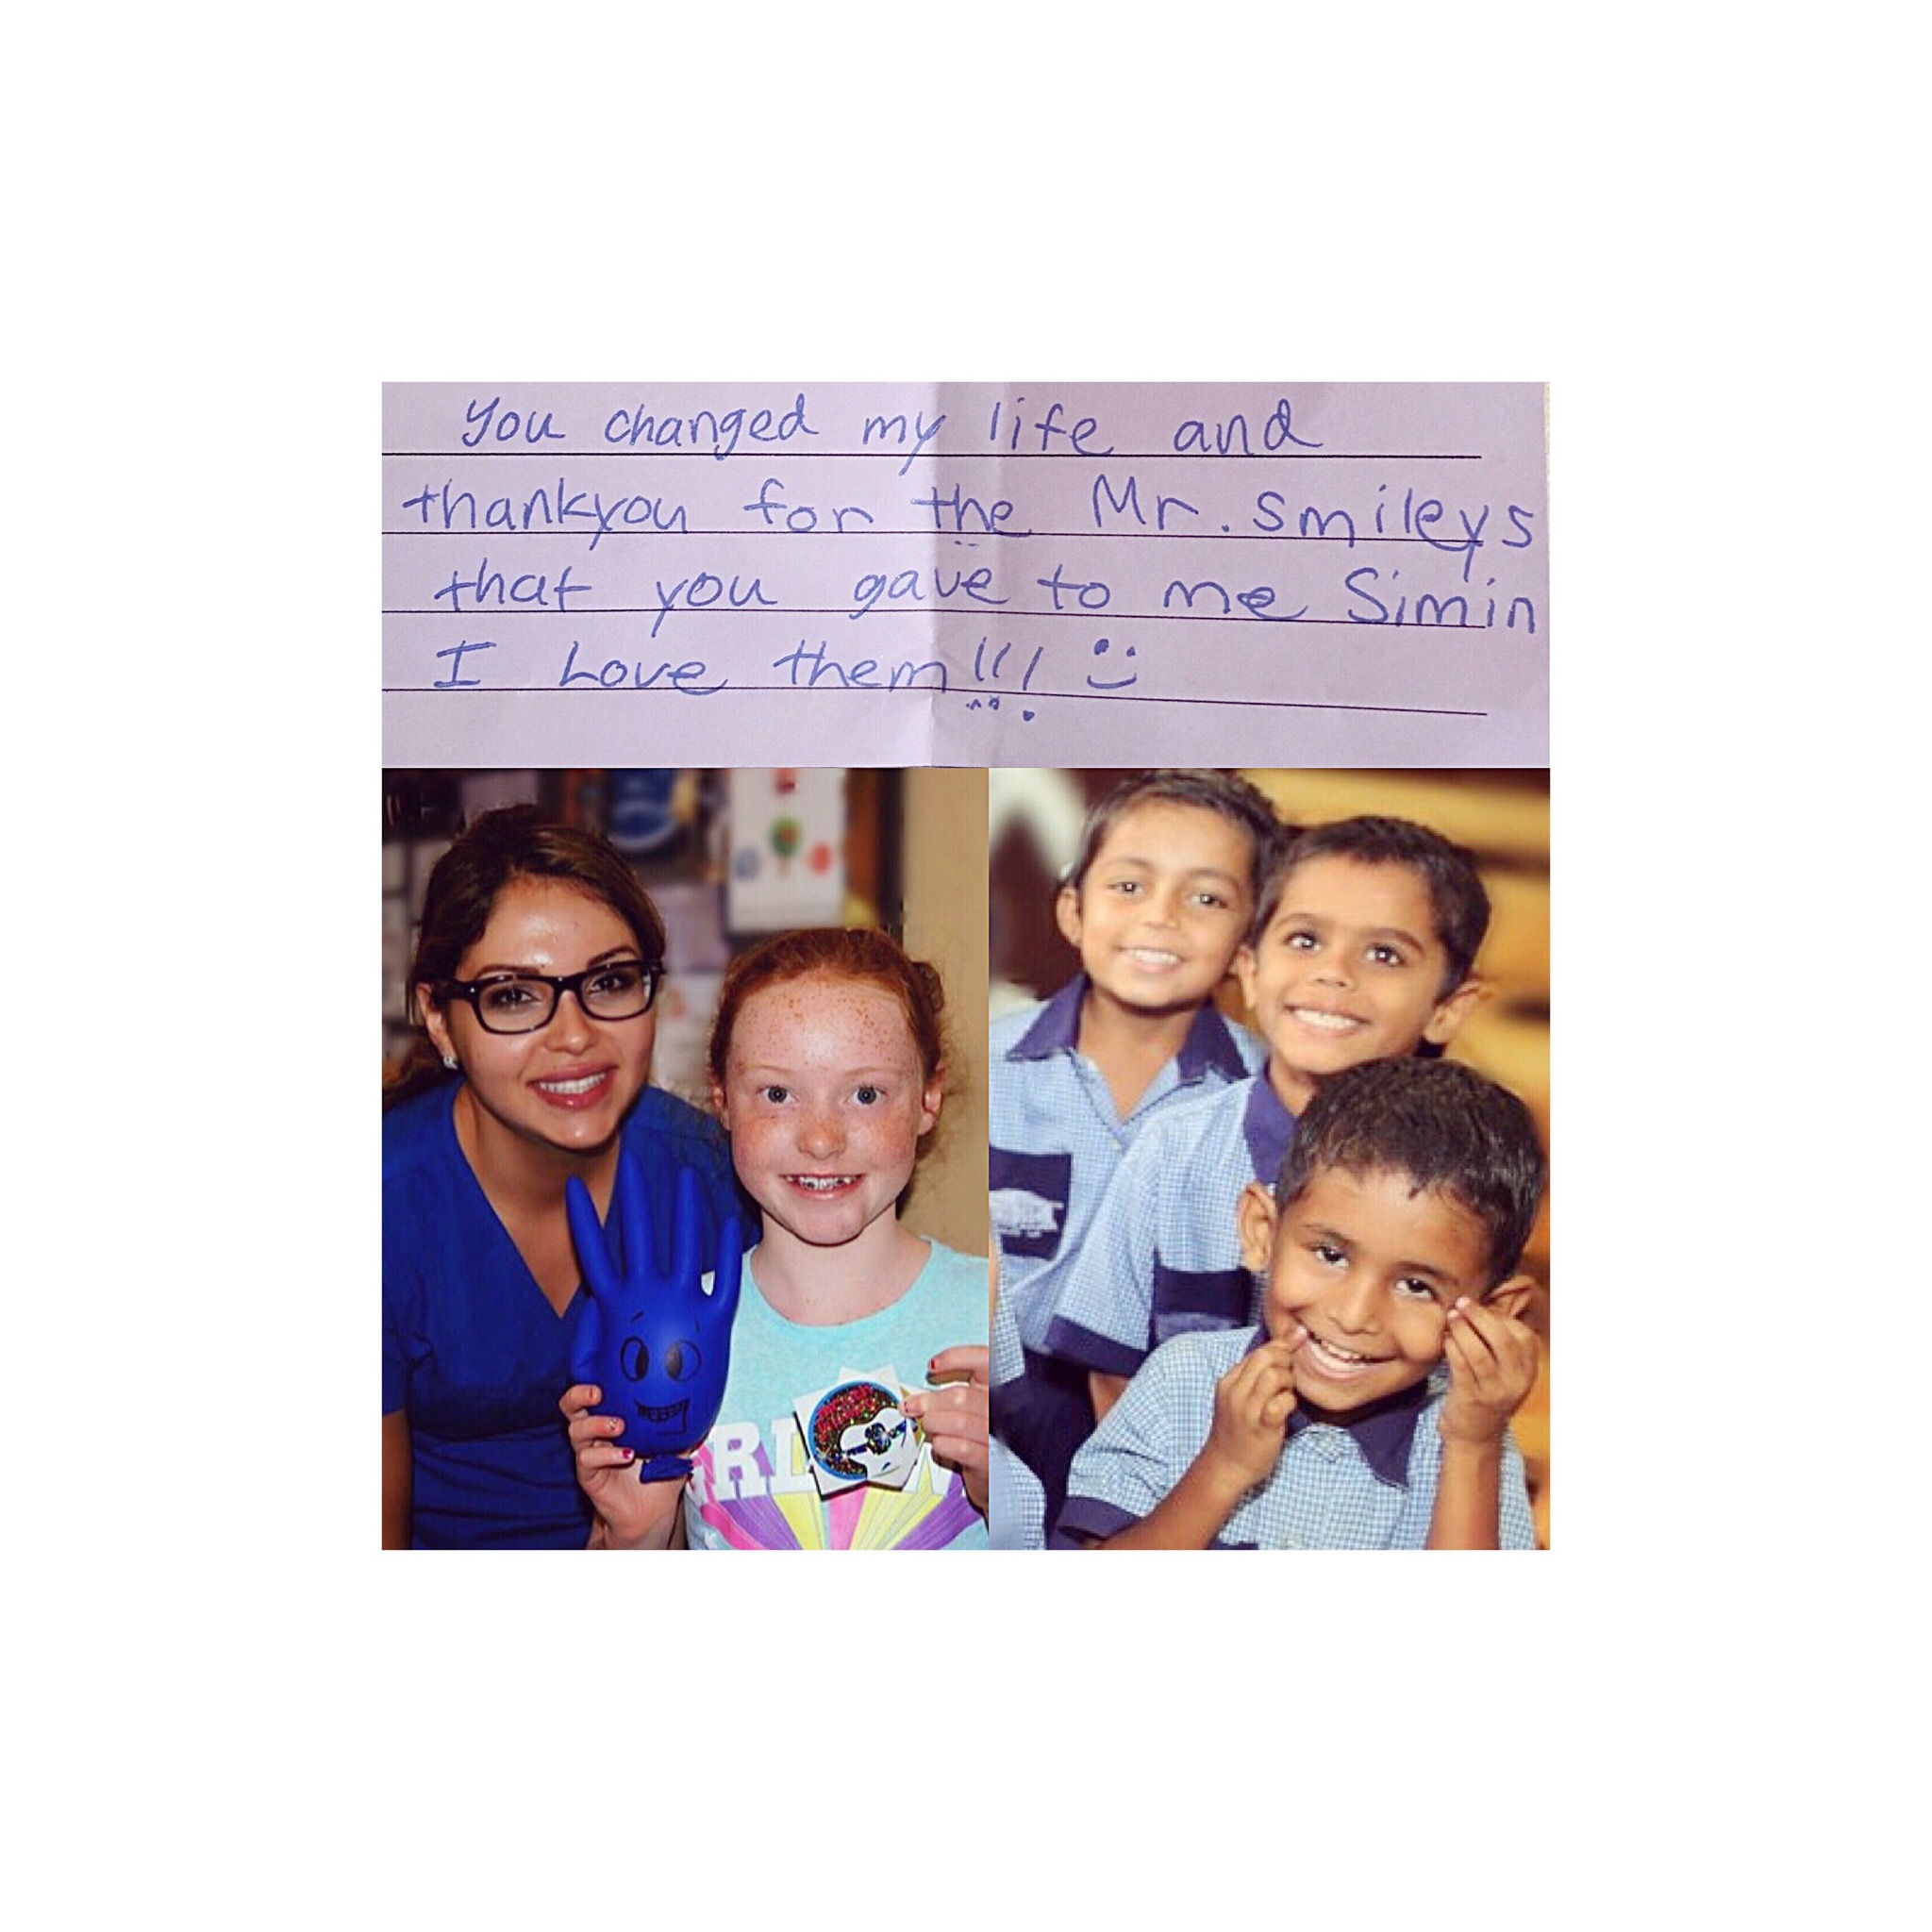 You changed my life and
thankyou for the Mr. Smileys
that you gave to me Simin
I Love them!!! :)